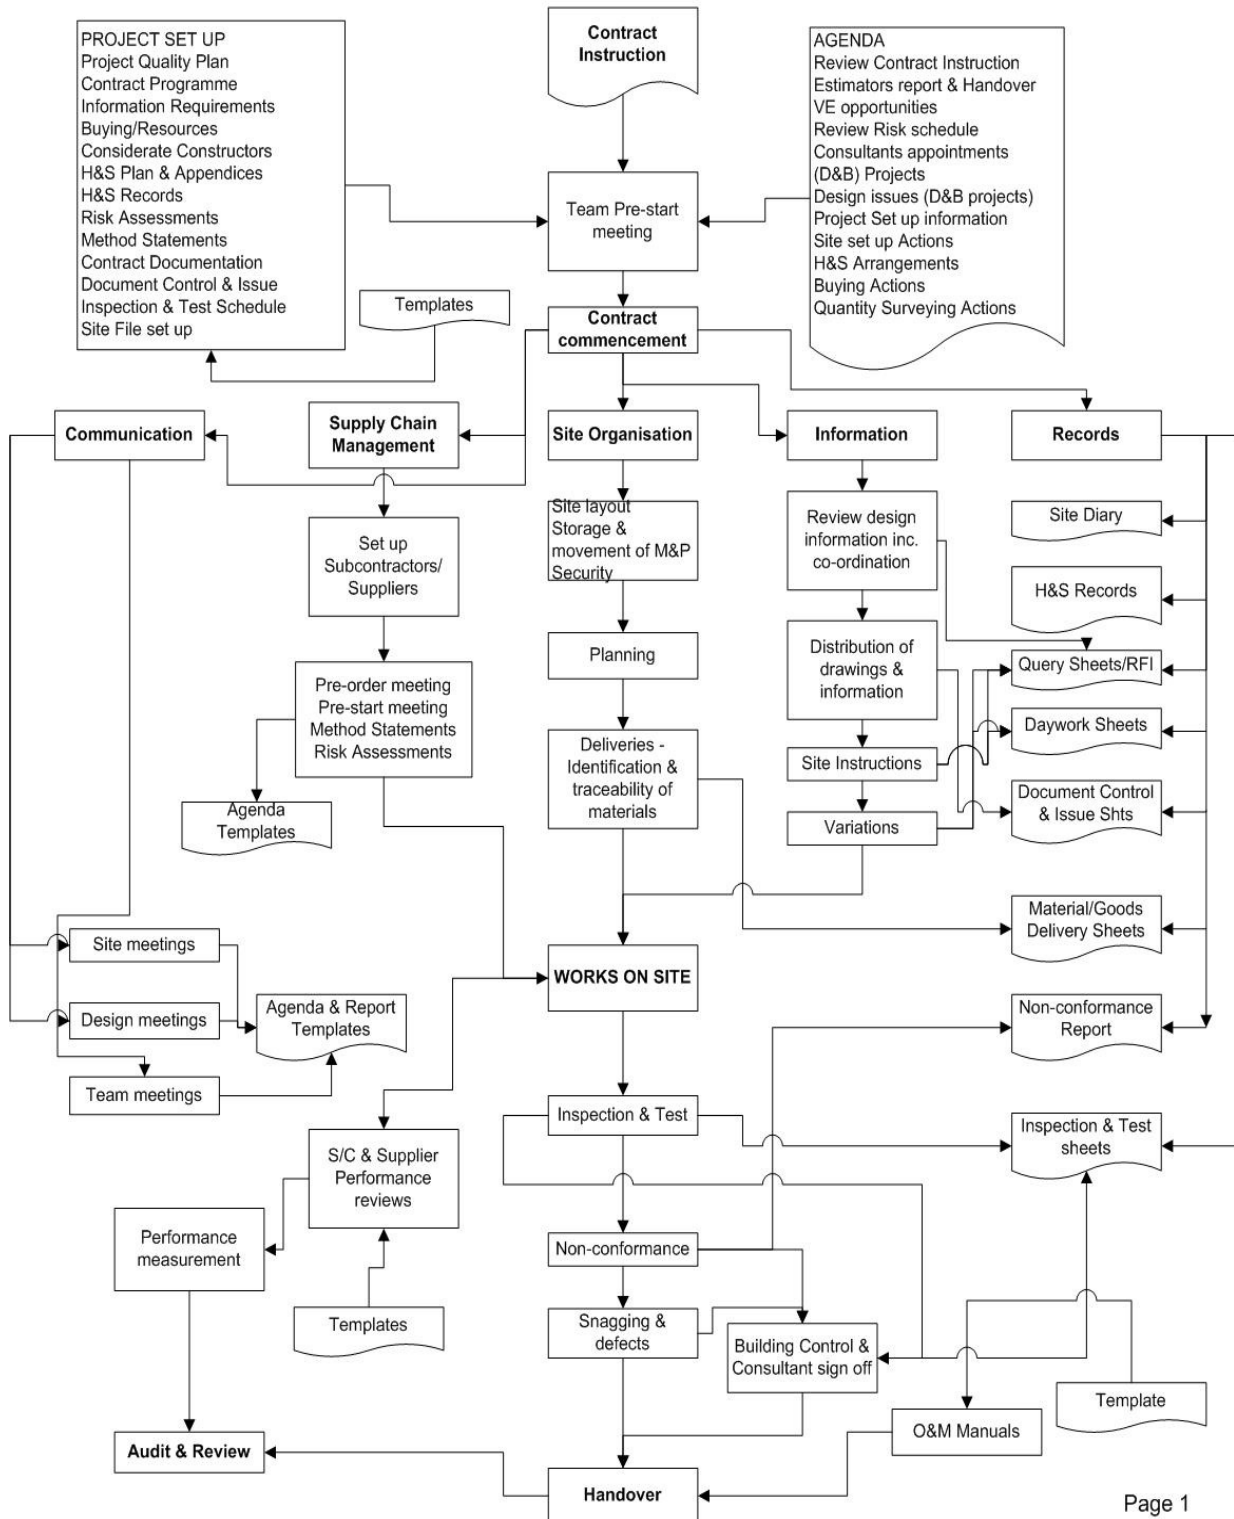 PROJECT SET UP
Project Quality Plan
Contract Programme
Information Requirements
Buying/Resources
Considerate Constructors
H&S Plan & Appendices
H&S Records
Risk Assessments
Method Statements
Contract Documentation
Document Control & Issue
Inspection & Test Schedule
Site File set up
Contract
Instruction
AGENDA
Review Contract Instruction
Estimators report & Handover
VE opportunities
Review Risk schedule
Consultants appointments
(D&B) Projects
Design issues (D&B projects)
Project Set up information
Site set up Actions
H&S Arrangements
Buying Actions
Quantity Surveying Actions
Team Pre-start
meeting
Templates
Contract
commencement
Communication
Supply Chain
Management
Site Organisation
Information
Records
Set up
Subcontractors/
Suppliers
Site layout
Storage &
movement of M&P
Security
Review design
information inc.
co-ordination
Site Diary
H&S Records
Pre-order meeting
Pre-start meeting
Method Statements
Risk Assessments
Planning
Distribution of
drawings &
information
Query Sheets/RFI
Daywork Sheets
Deliveries -
Identification &
traceability of
materials
Site Instructions
Variations
Document Control
& Issue Shts
Agenda
Templates
Material/Goods
Delivery Sheets
Site meetings
Design meetings
Team meetings
Agenda & Report
Templates
WORKS ON SITE
Non-conformance
Report
Inspection & Test
Inspection & Test
sheets
S/C & Supplier
Performance
reviews
Performance
measurement
Templates
Non-conformance
Snagging &
defects
Building Control &
Consultant sign off
Template
O&M Manuals
Audit & Review
Handover
Page 1